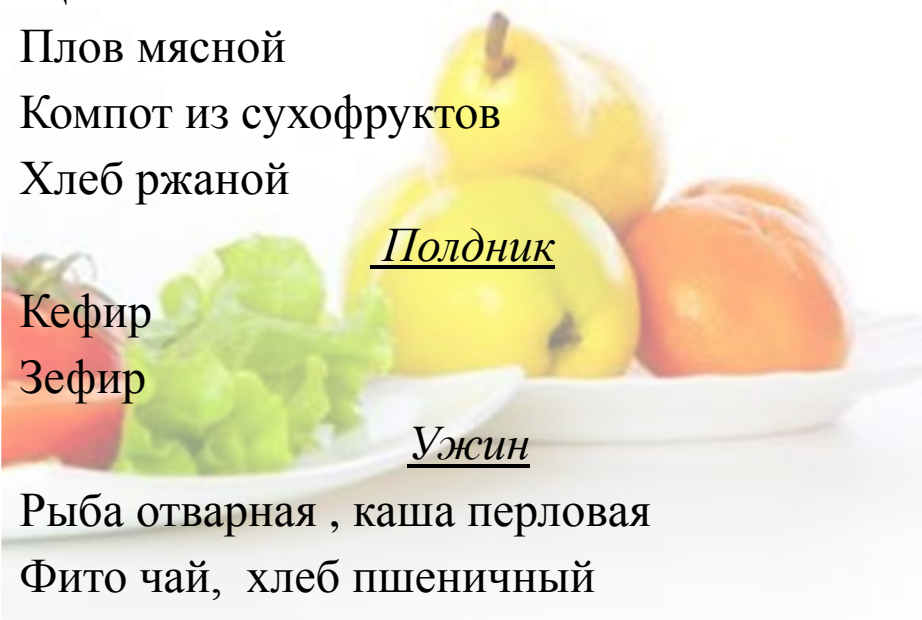 Плов мясной
Компот из сухофруктов
Хлеб ржаной
Полдник
Кефир
Зефир
Ужин
Рыба отварная , каша перловая
Фито чай,  хлеб пшеничный